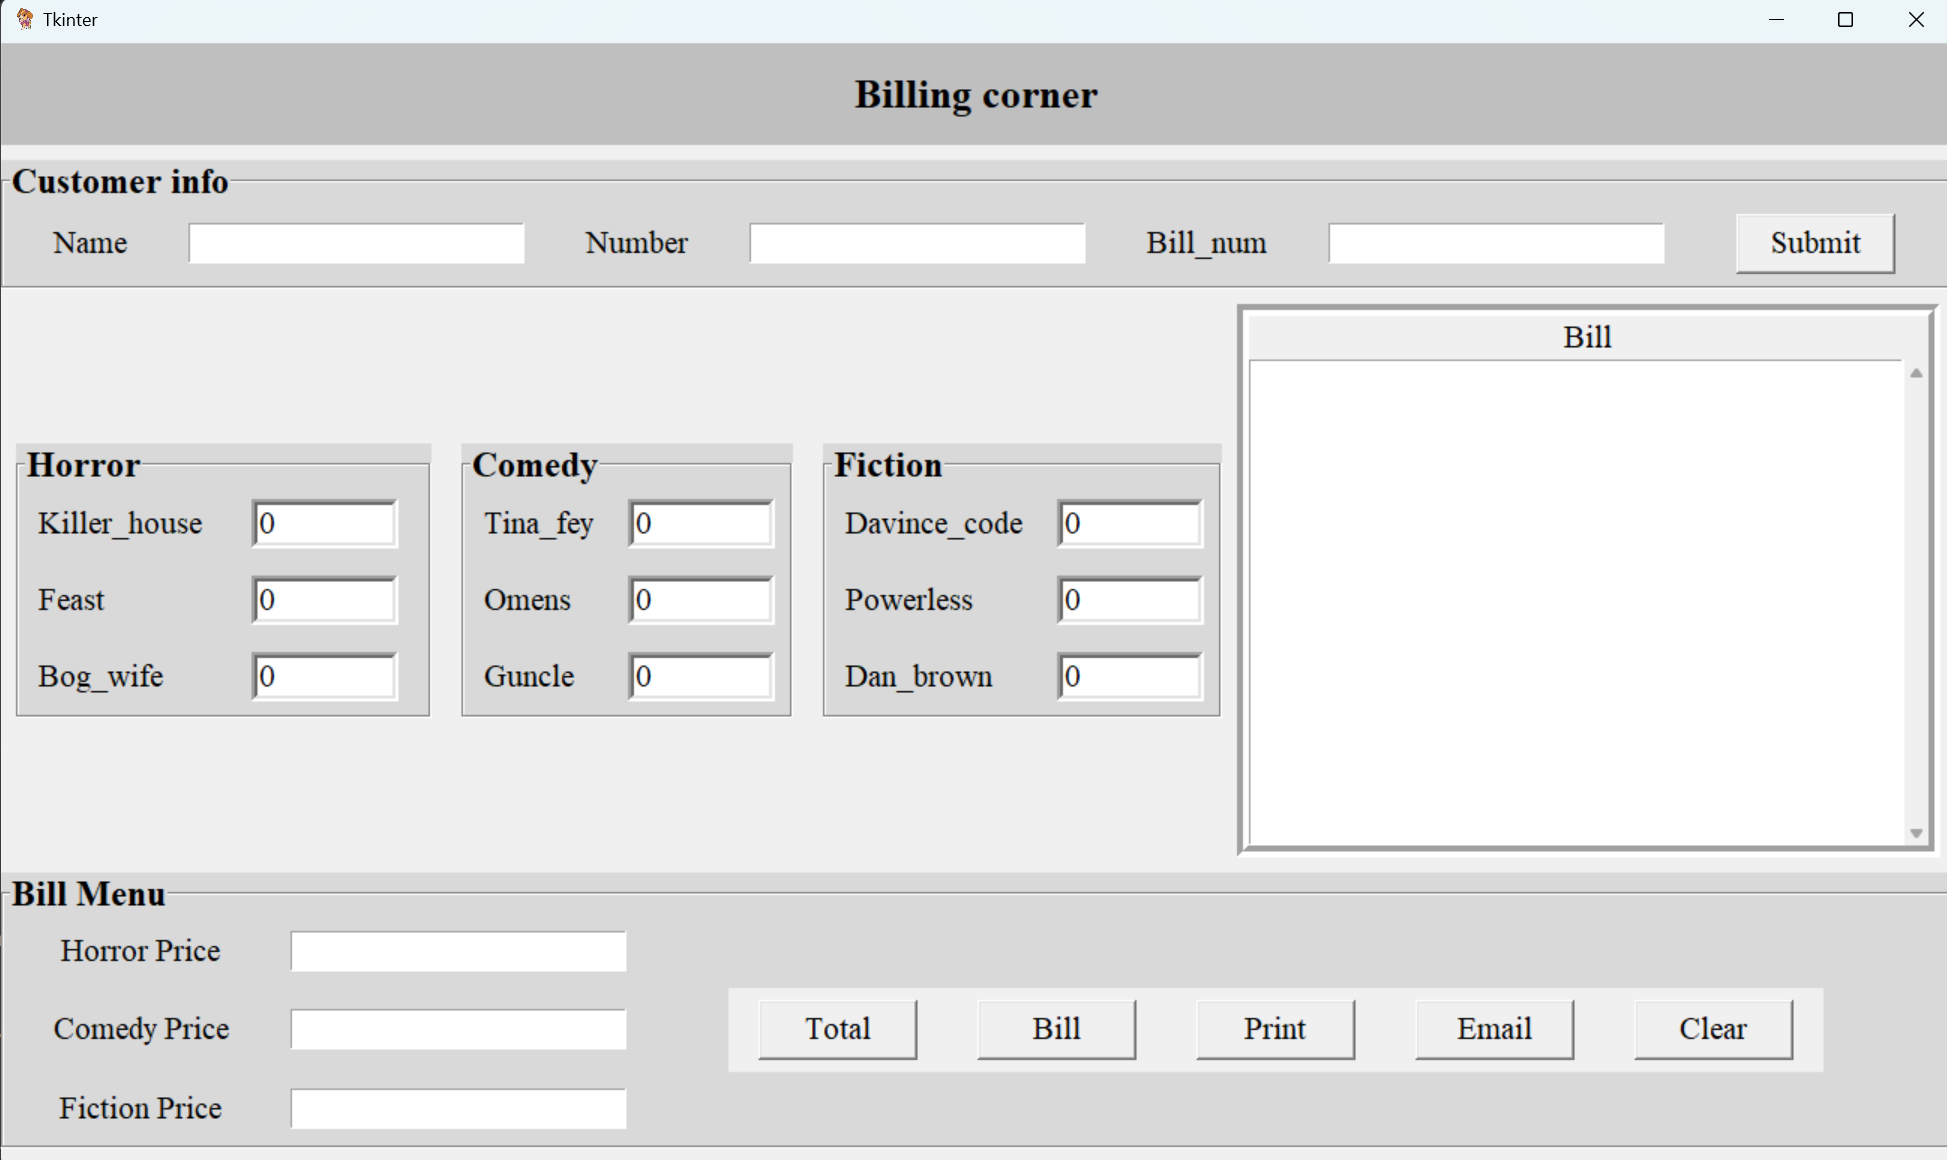 Tkinter
Billing corner
Customer info
Name Number Bill_num Submit
Bill
Horror
Killer_house 0
Feast 0
Bog_wife 0
Comedy
Tina_fey 0
Omens 0
Guncle 0
Fiction
Davince_code 0
Powerless 0
Dan_brown 0
Bill Menu
Horror Price
Comedy Price
Fiction Price
Total Bill Print Email Clear